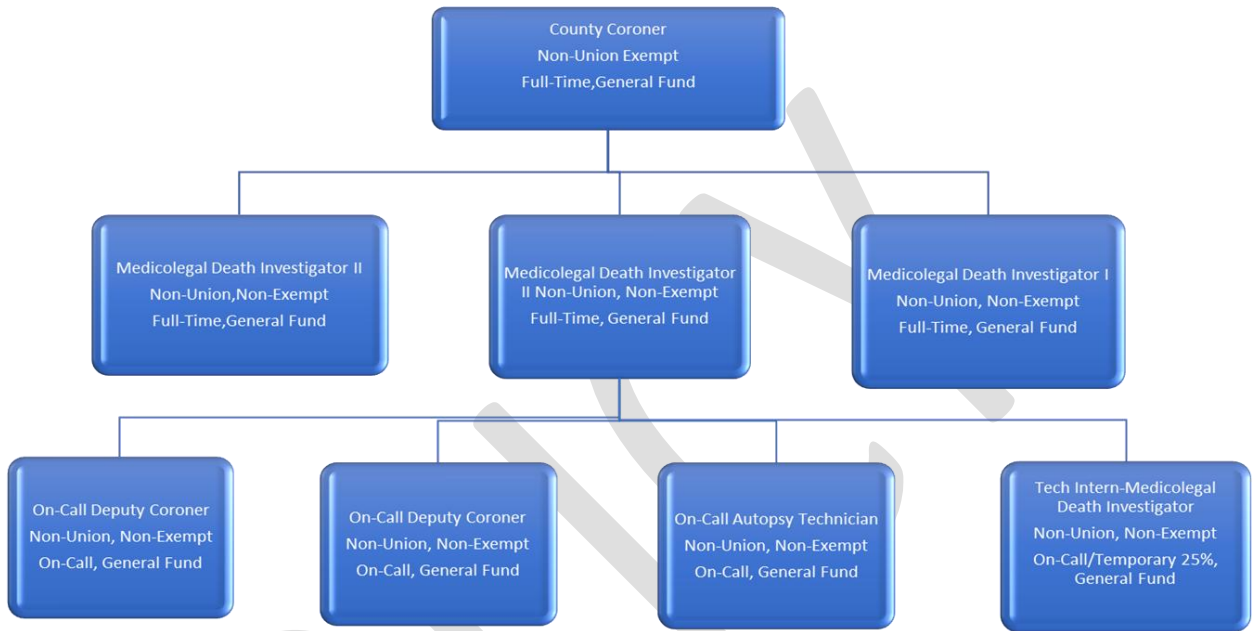 County Coroner
Non-Union Exempt
Full-Time,General Fund
Medicolegal Death Investigator II
Non-Union,Non-Exempt
Full-Time,General Fund
Medicolegal Death Investigator
II Non-Union, Non-Exempt
Full-Time, General Fund
Medicolegal Death Investigator I
Non-Union, Non-Exempt
Full-Time, General Fund
On-Call Deputy Coroner
Non-Union, Non-Exempt
On-Call, General Fund
On-Call Deputy Coroner
Non-Union, Non-Exempt
On-Call, General Fund
On-Call Autopsy Technician
Non-Union, Non-Exempt
On-Call, General Fund
Tech Intern-Medicolegal
Death Investigator
Non-Union, Non-Exempt
On-Call/Temporary 25%,
General Fund